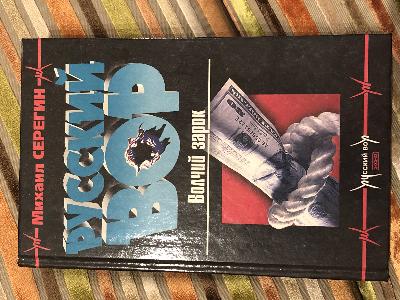 Михаил СЕРЕГИН
РУССКИЙ
ВОР
Волчий зарок
РУССКИЙ ВОР